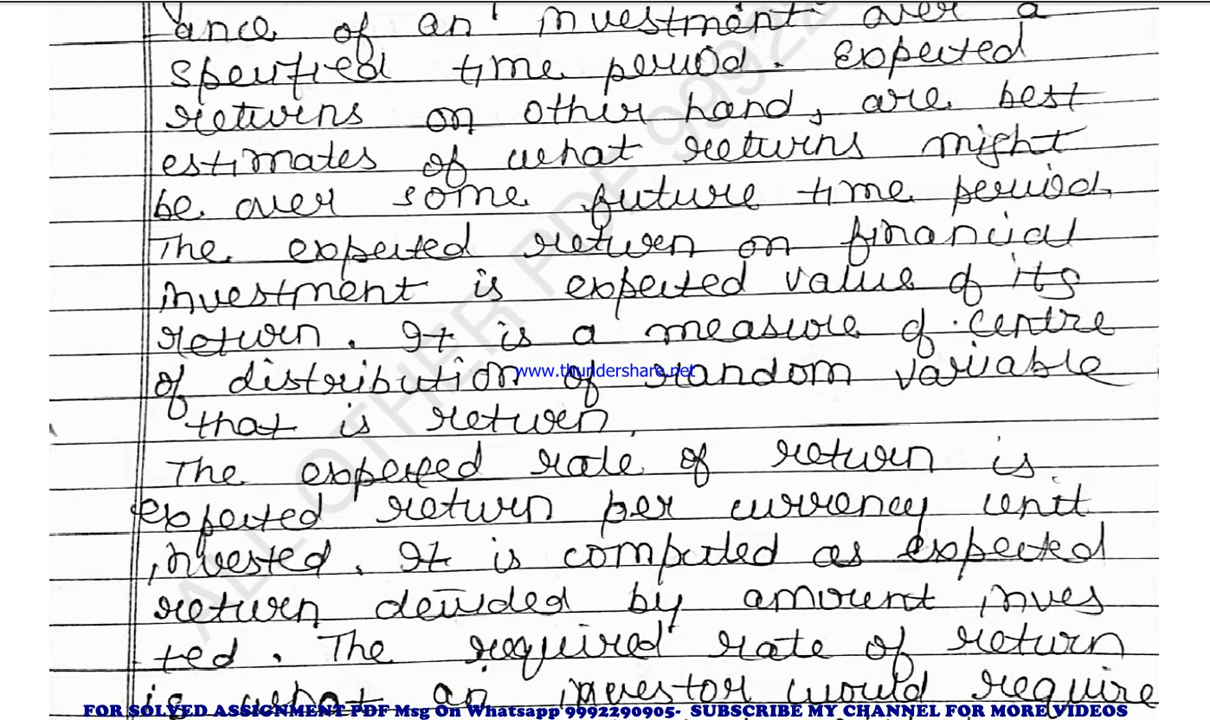 ance of an investment over a
specified time period. Expected
returns on other hand, are best
estimates of what returns might
be over some future time period.
The expected return on financial
investment is expected value of its
return. It is a measure of centre
www.thundershare.net
of distribution of random variable
that is return.
The expected rate of return is
expected return per currency unit
invested. It is computed as expected
return devided by amount inves
ted. The required rate of return
is what an investor would require
FOR SOLVED ASSIGNMENT PDF Msg On Whatsapp 9992290905- SUBSCRIBE MY CHANNEL FOR MORE VIDEOS